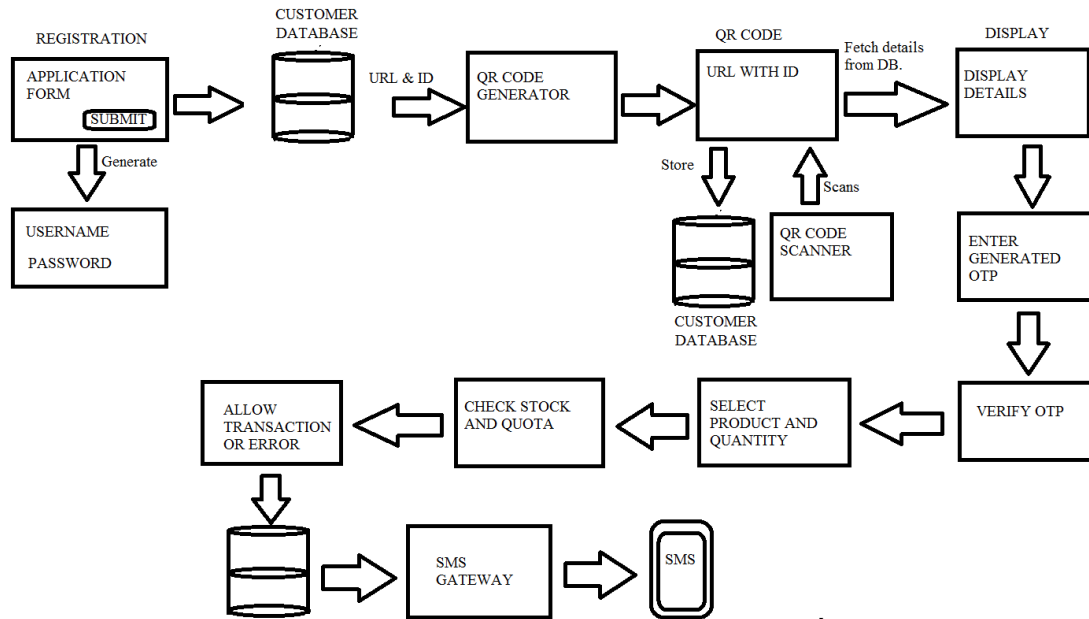 CUSTOMER
DATABASE
REGISTRATION
QR CODE
Fetch details
from DB.
DISPLAY
APPLICATION
FORM
SUBMIT
URL & ID
QR CODE
GENERATOR
URL WITH ID
DISPLAY
DETAILS
Generate
Store
Scans
USERNAME
PASSWORD
QR CODE
SCANNER
ENTER
GENERATED
OTP
CUSTOMER
DATABASE
VERIFY OTP
SELECT
PRODUCT AND
QUANTITY
CHECK STOCK
AND QUOTA
ALLOW
TRANSACTION
OR ERROR
SMS
GATEWAY
SMS